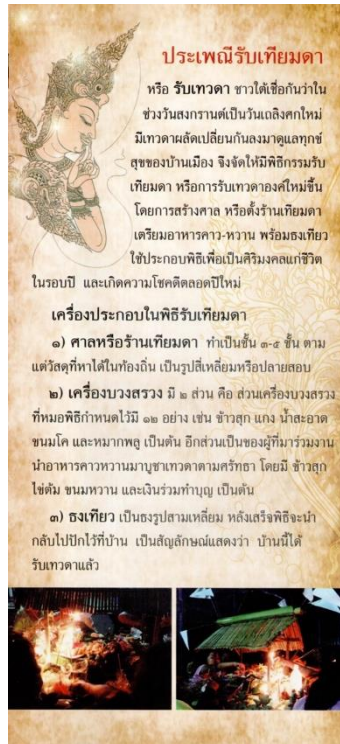 ประเพณีรับเทียมดา
หรือ รับเทวดา ชาวใต้เชื่อกันว่าใน
ช่วงวันสงกรานต์เป็นวันเถลิงศกใหม่
มีเทวดาผลัดเปลี่ยนกันลงมาดูแลทุกข์
สุขของบ้านเมือง จึงจัดให้มีพิธีกรรมรับ
เทียมดา หรือการรับเทวดาองค์ใหม่ขึ้น
โดยการสร้างศาล หรือตั้งร้านเทียมดา
เตรียมอาหารคาว-หวาน พร้อมธงเทียว
ใช้ประกอบพิธีเพื่อเป็นศิริมงคลแก่ชีวิต
ในรอบปี และเกิดความโชคดีตลอดปีใหม่
เครื่องประกอบในพิธีรับเทียมดา
๑) ศาลหรือร้านเทียมดา ทำเป็นชั้น ๓-๕ ชั้น ตาม
แต่วัสดุที่หาได้ในท้องถิ่น เป็นรูปสี่เหลี่ยมหรือปลายสอบ
๒) เครื่องบวงสรวง มี ๒ ส่วน คือ ส่วนเครื่องบวงสรวง
ที่หมอพิธีกำหนดไว้มี ๑๒ อย่าง เช่น ข้าวสุก แกง น้ำสะอาด
ขนมโค และหมากพลู เป็นต้น อีกส่วนเป็นของผู้ที่มาร่วมงาน
นำอาหารคาวหวานมาบูชาเทวดาตามศรัทธา โดยมี ข้าวสุก
ไข่ต้ม ขนมหวาน และเงินร่วมทำบุญ เป็นต้น
๓) ธงเทียว เป็นธงรูปสามเหลี่ยม หลังเสร็จพิธีจะนำ
กลับไปปักไว้ที่บ้าน เป็นสัญลักษณ์แสดงว่า บ้านนี้ได้
รับเทวดาแล้ว